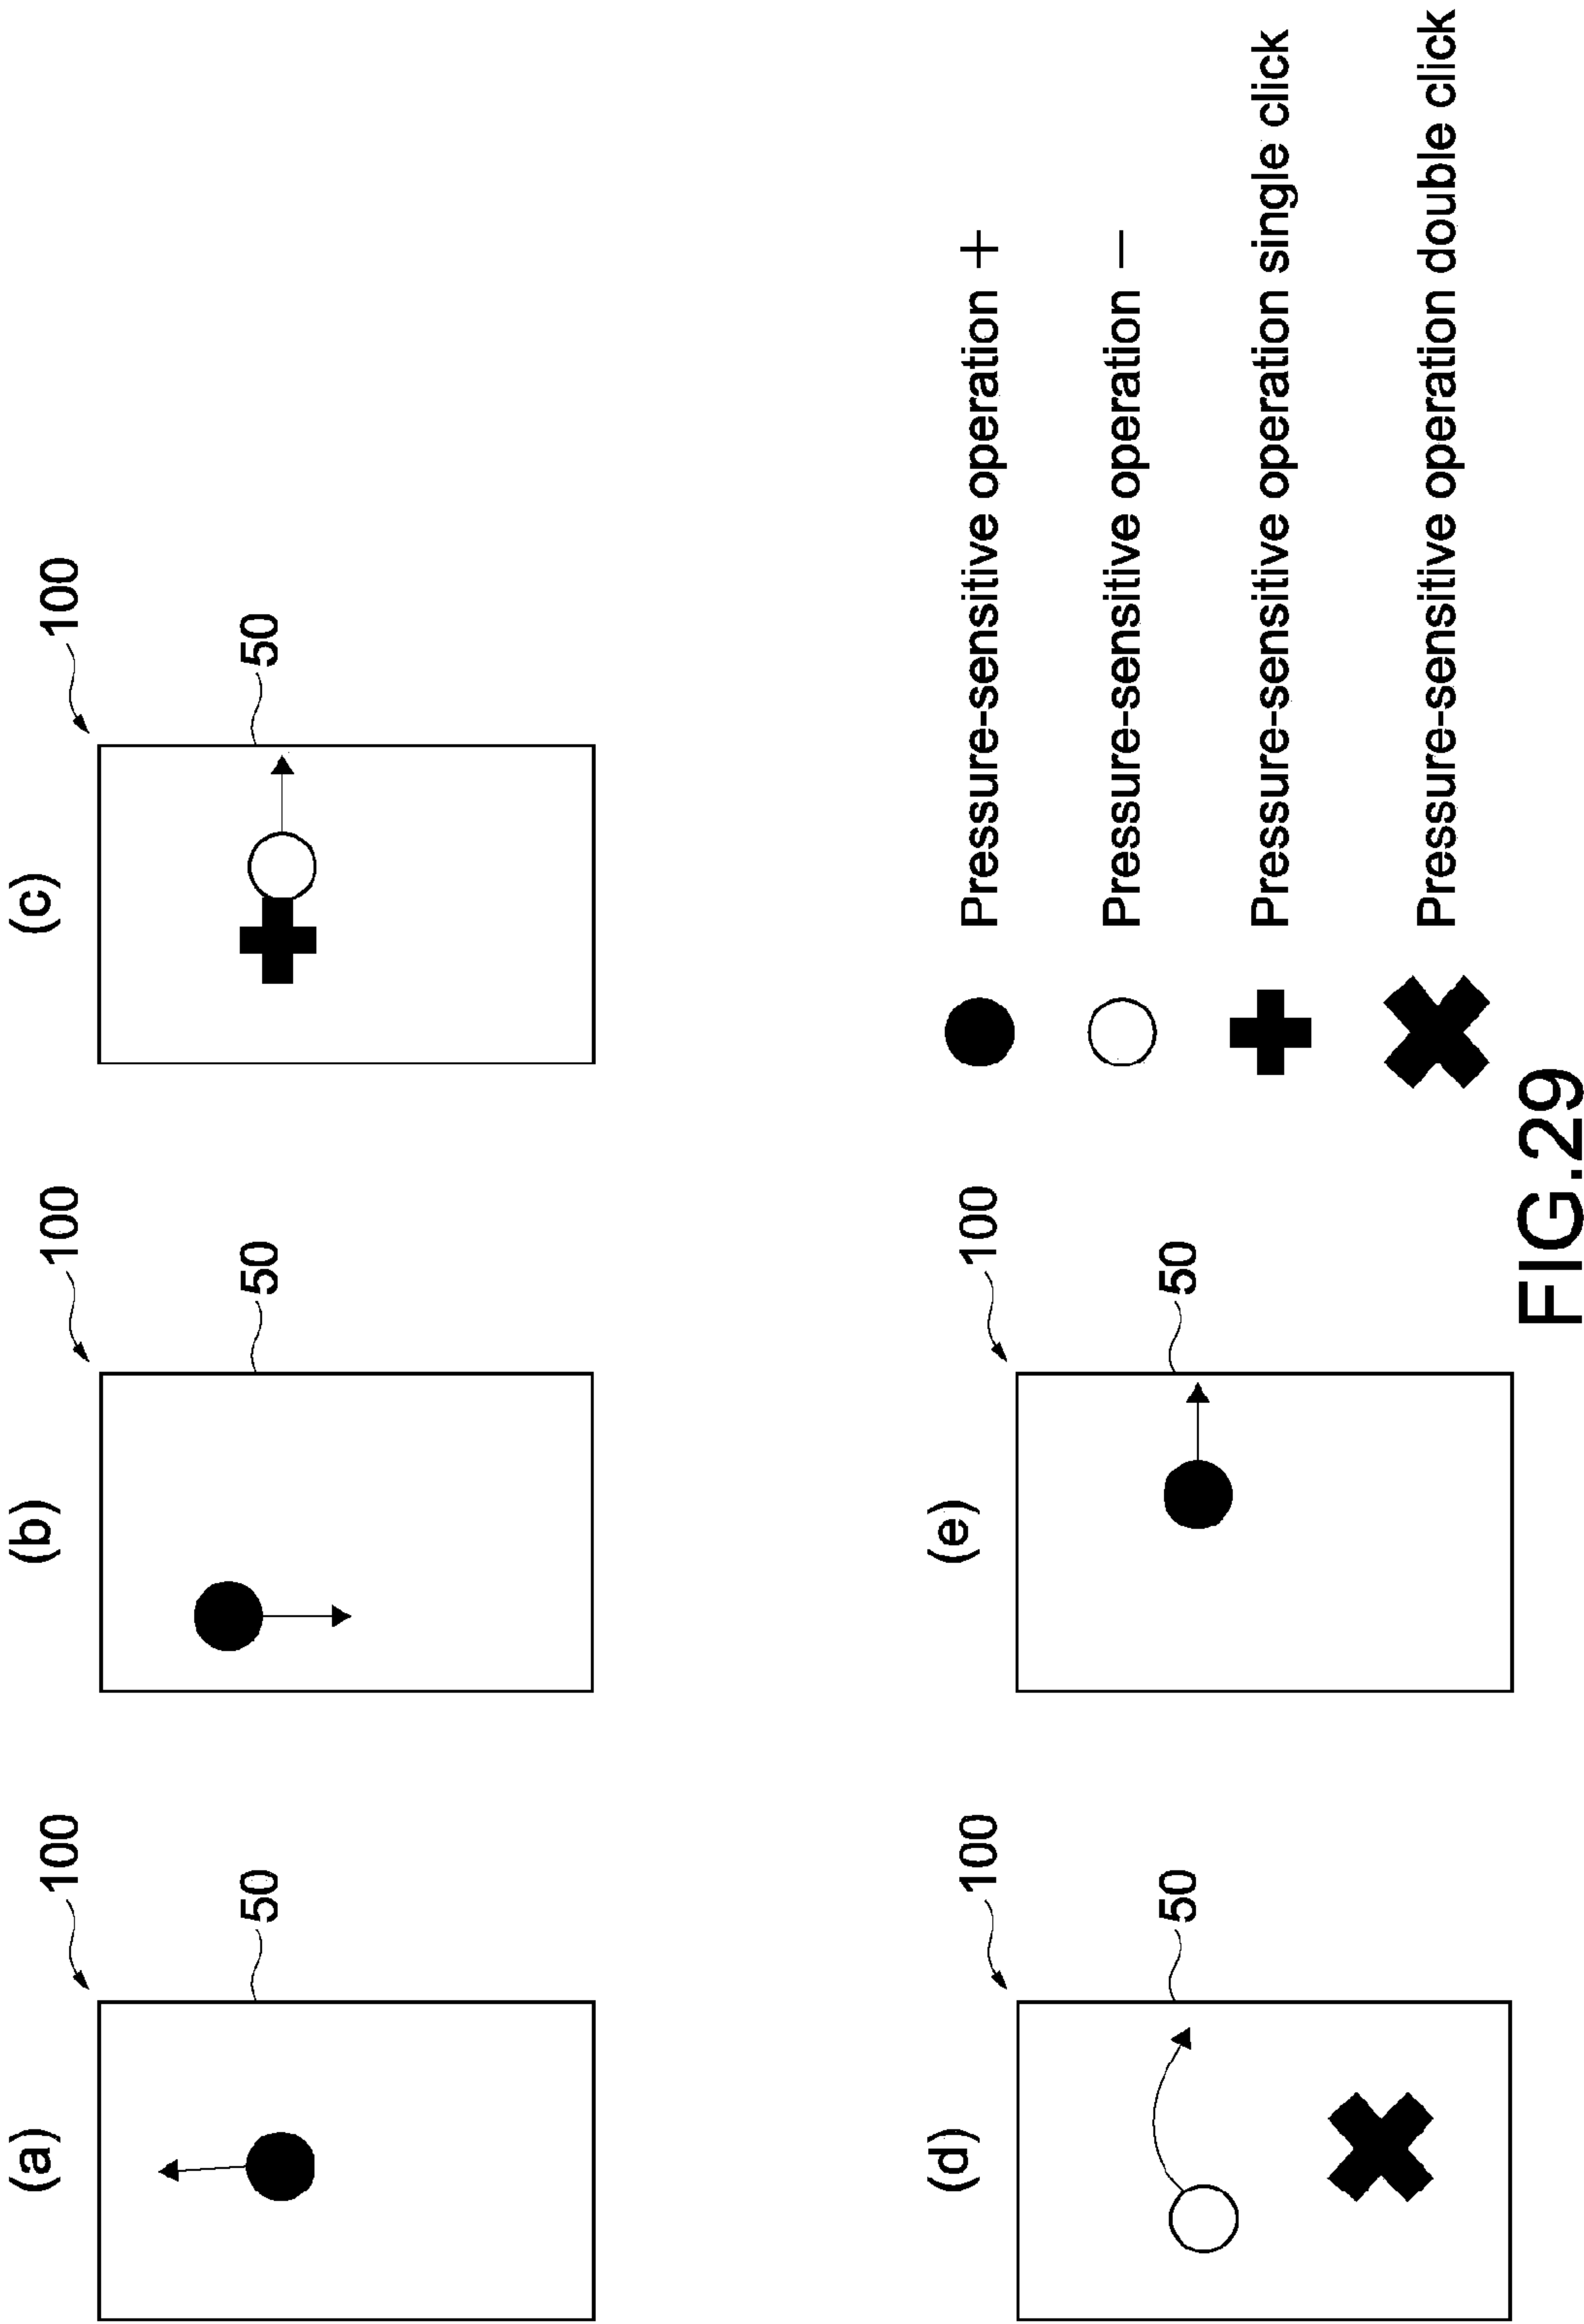 (a)
100
50
(b)
100
50
(c)
100
50
(d)
100
50
(e)
100
50
Pressure-sensitive operation +
Pressure-sensitive operation −
Pressure-sensitive operation single click
Pressure-sensitive operation double click
FIG.29